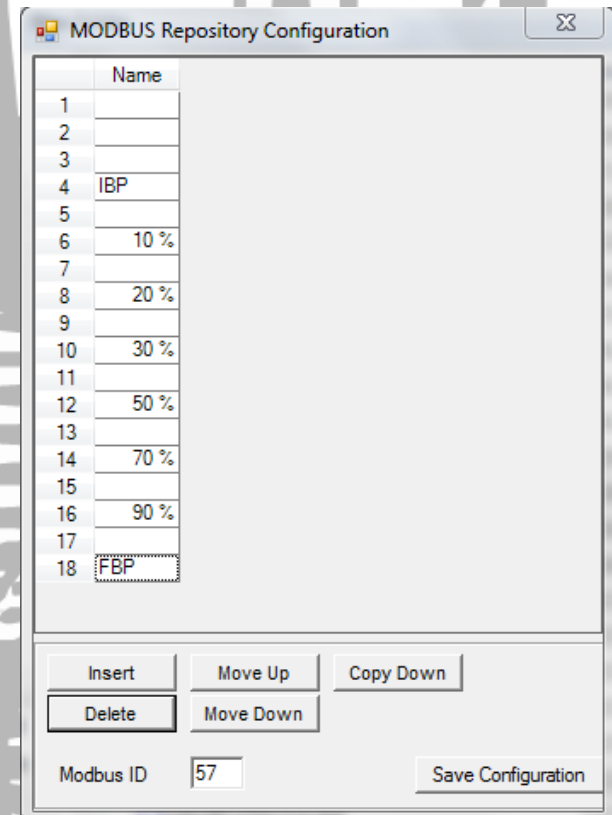 MODBUS Repository Configuration
Name
1
2
3
4 IBP
5
6 10 %
7
8 20 %
9
10 30 %
11
12 50 %
13
14 70 %
15
16 90 %
17
18 FBP
Insert Move Up Copy Down
Delete Move Down
Modbus ID 57 Save Configuration